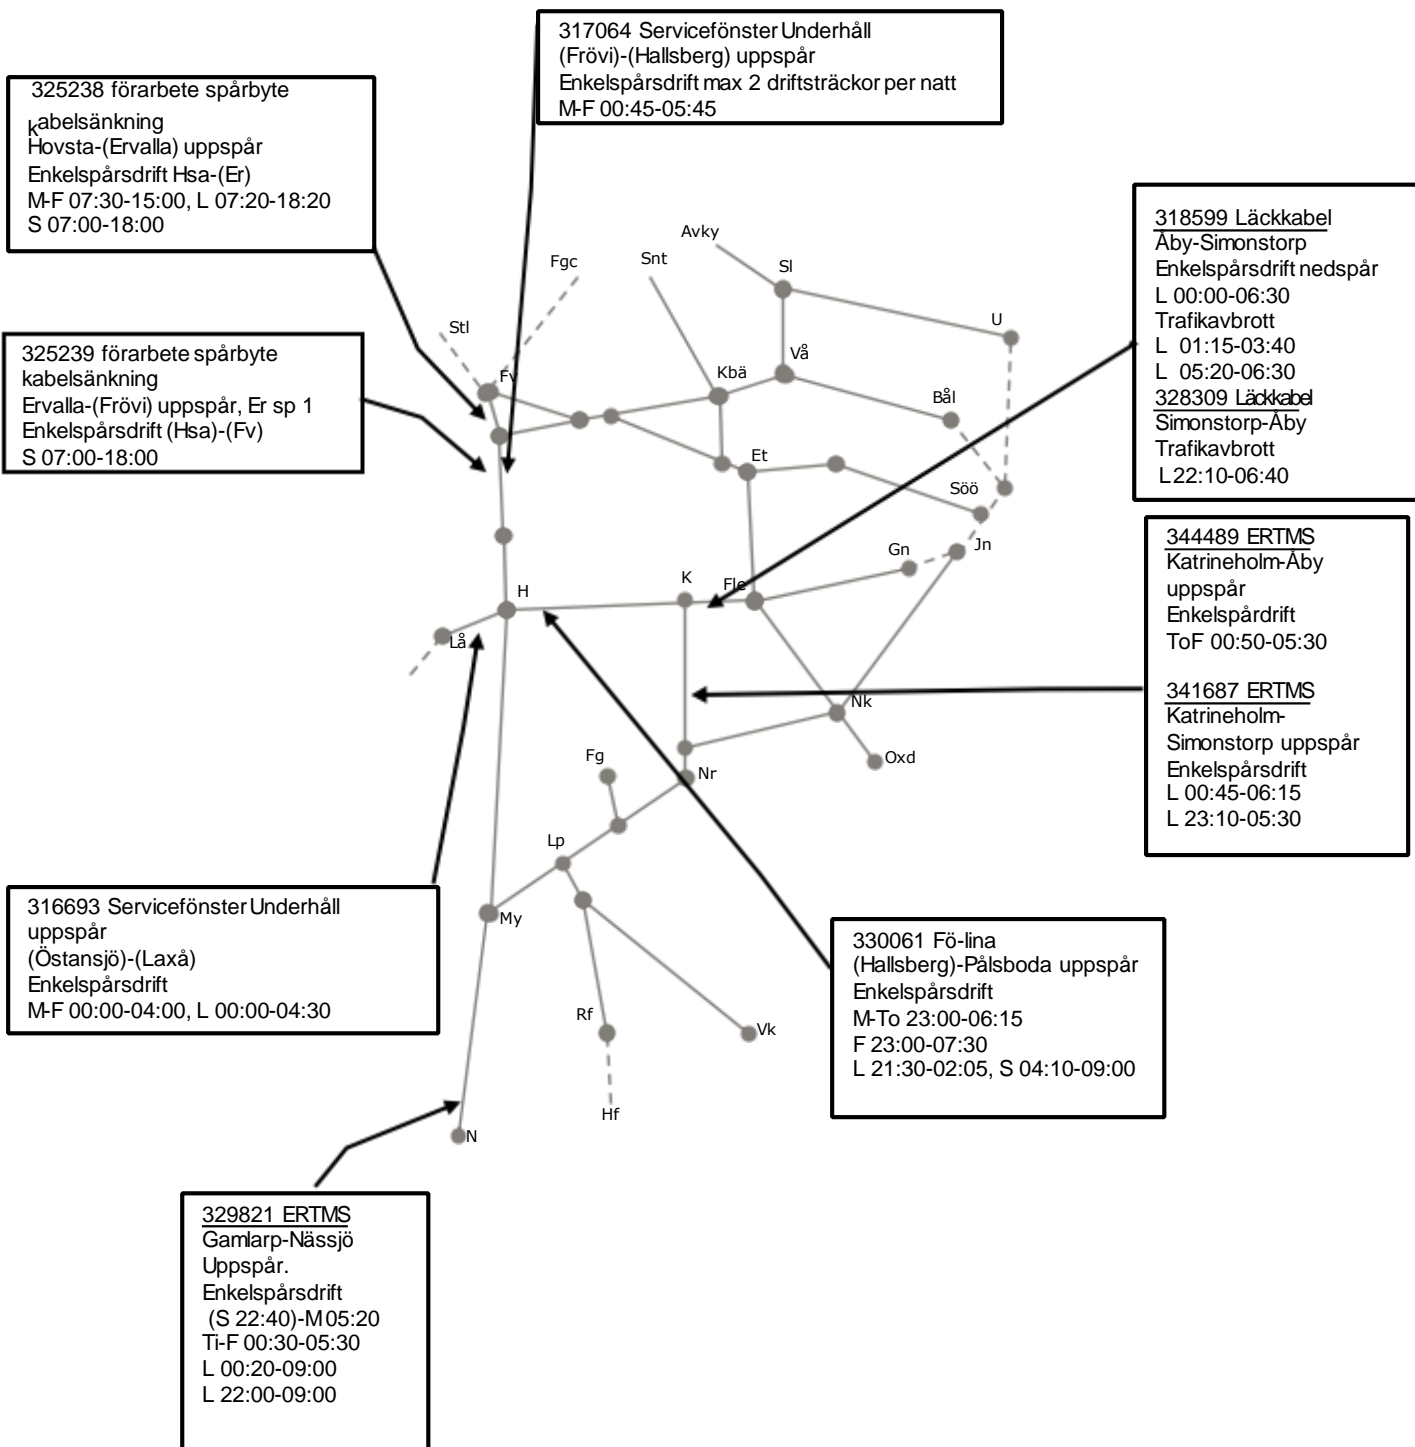 317064 Servicefönster Underhåll
(Frövi)-(Hallsberg) uppspår
Enkelspårsdrift max 2 driftsträckor per natt
M-F 00:45-05:45
325238 förarbete spårbyte
kabelsänkning
Hovsta-(Ervalla) uppspår
Enkelspårsdrift Hsa-(Er)
M-F 07:30-15:00, L 07:20-18:20
S 07:00-18:00
318599 Läckkabel
Åby-Simonstorp
Enkelspårsdrift nedspår
L 00:00-06:30
Trafikavbrott
L 01:15-03:40
L 05:20-06:30
328309 Läckkabel
Simonstorp-Åby
Trafikavbrott
L 22:10-06:40
325239 förarbete spårbyte
kabelsänkning
Ervalla-(Frövi) uppspår, Er sp 1
Enkelspårsdrift (Hsa)-(Fv)
S 07:00-18:00
Avky
Snt
Fgc
Sl
U
Stl
Vå
Kbä
Fv
Bål
Et
Söö
Jn
Gn
K
Fle
H
Lå
Nk
Oxd
Fg
Nr
Lp
My
Rf
Vk
Hf
N
344489 ERTMS
Katrineholm-Åby
uppspår
Enkelspårdrift
ToF 00:50-05:30
341687 ERTMS
Katrineholm-
Simonstorp uppspår
Enkelspårsdrift
L 00:45-06:15
L 23:10-05:30
316693 Servicefönster Underhåll
uppspår
(Östansjö)-(Laxå)
Enkelspårsdrift
M-F 00:00-04:00, L 00:00-04:30
330061 Fö-lina
(Hallsberg)-Pålsboda uppspår
Enkelspårsdrift
M-To 23:00-06:15
F 23:00-07:30
L 21:30-02:05, S 04:10-09:00
329821 ERTMS
Gamlarp-Nässjö
Uppspår.
Enkelspårsdrift
(S 22:40)-M 05:20
Ti-F 00:30-05:30
L 00:20-09:00
L 22:00-09:00